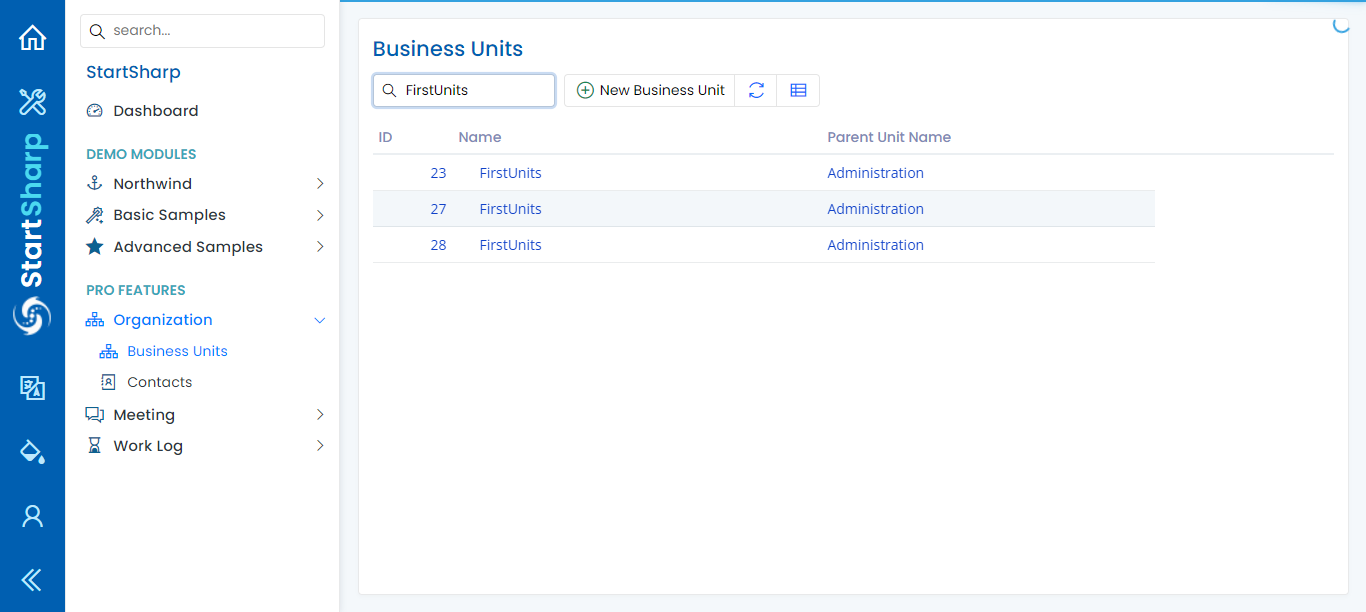 StartSharp
search...
StartSharp
Dashboard
DEMO MODULES
Northwind
Basic Samples
Advanced Samples
PRO FEATURES
Organization
Business Units
Contacts
Meeting
Work Log
Business Units
FirstUnits New Business Unit
ID Name Parent Unit Name
23 FirstUnits Administration
27 FirstUnits Administration
28 FirstUnits Administration